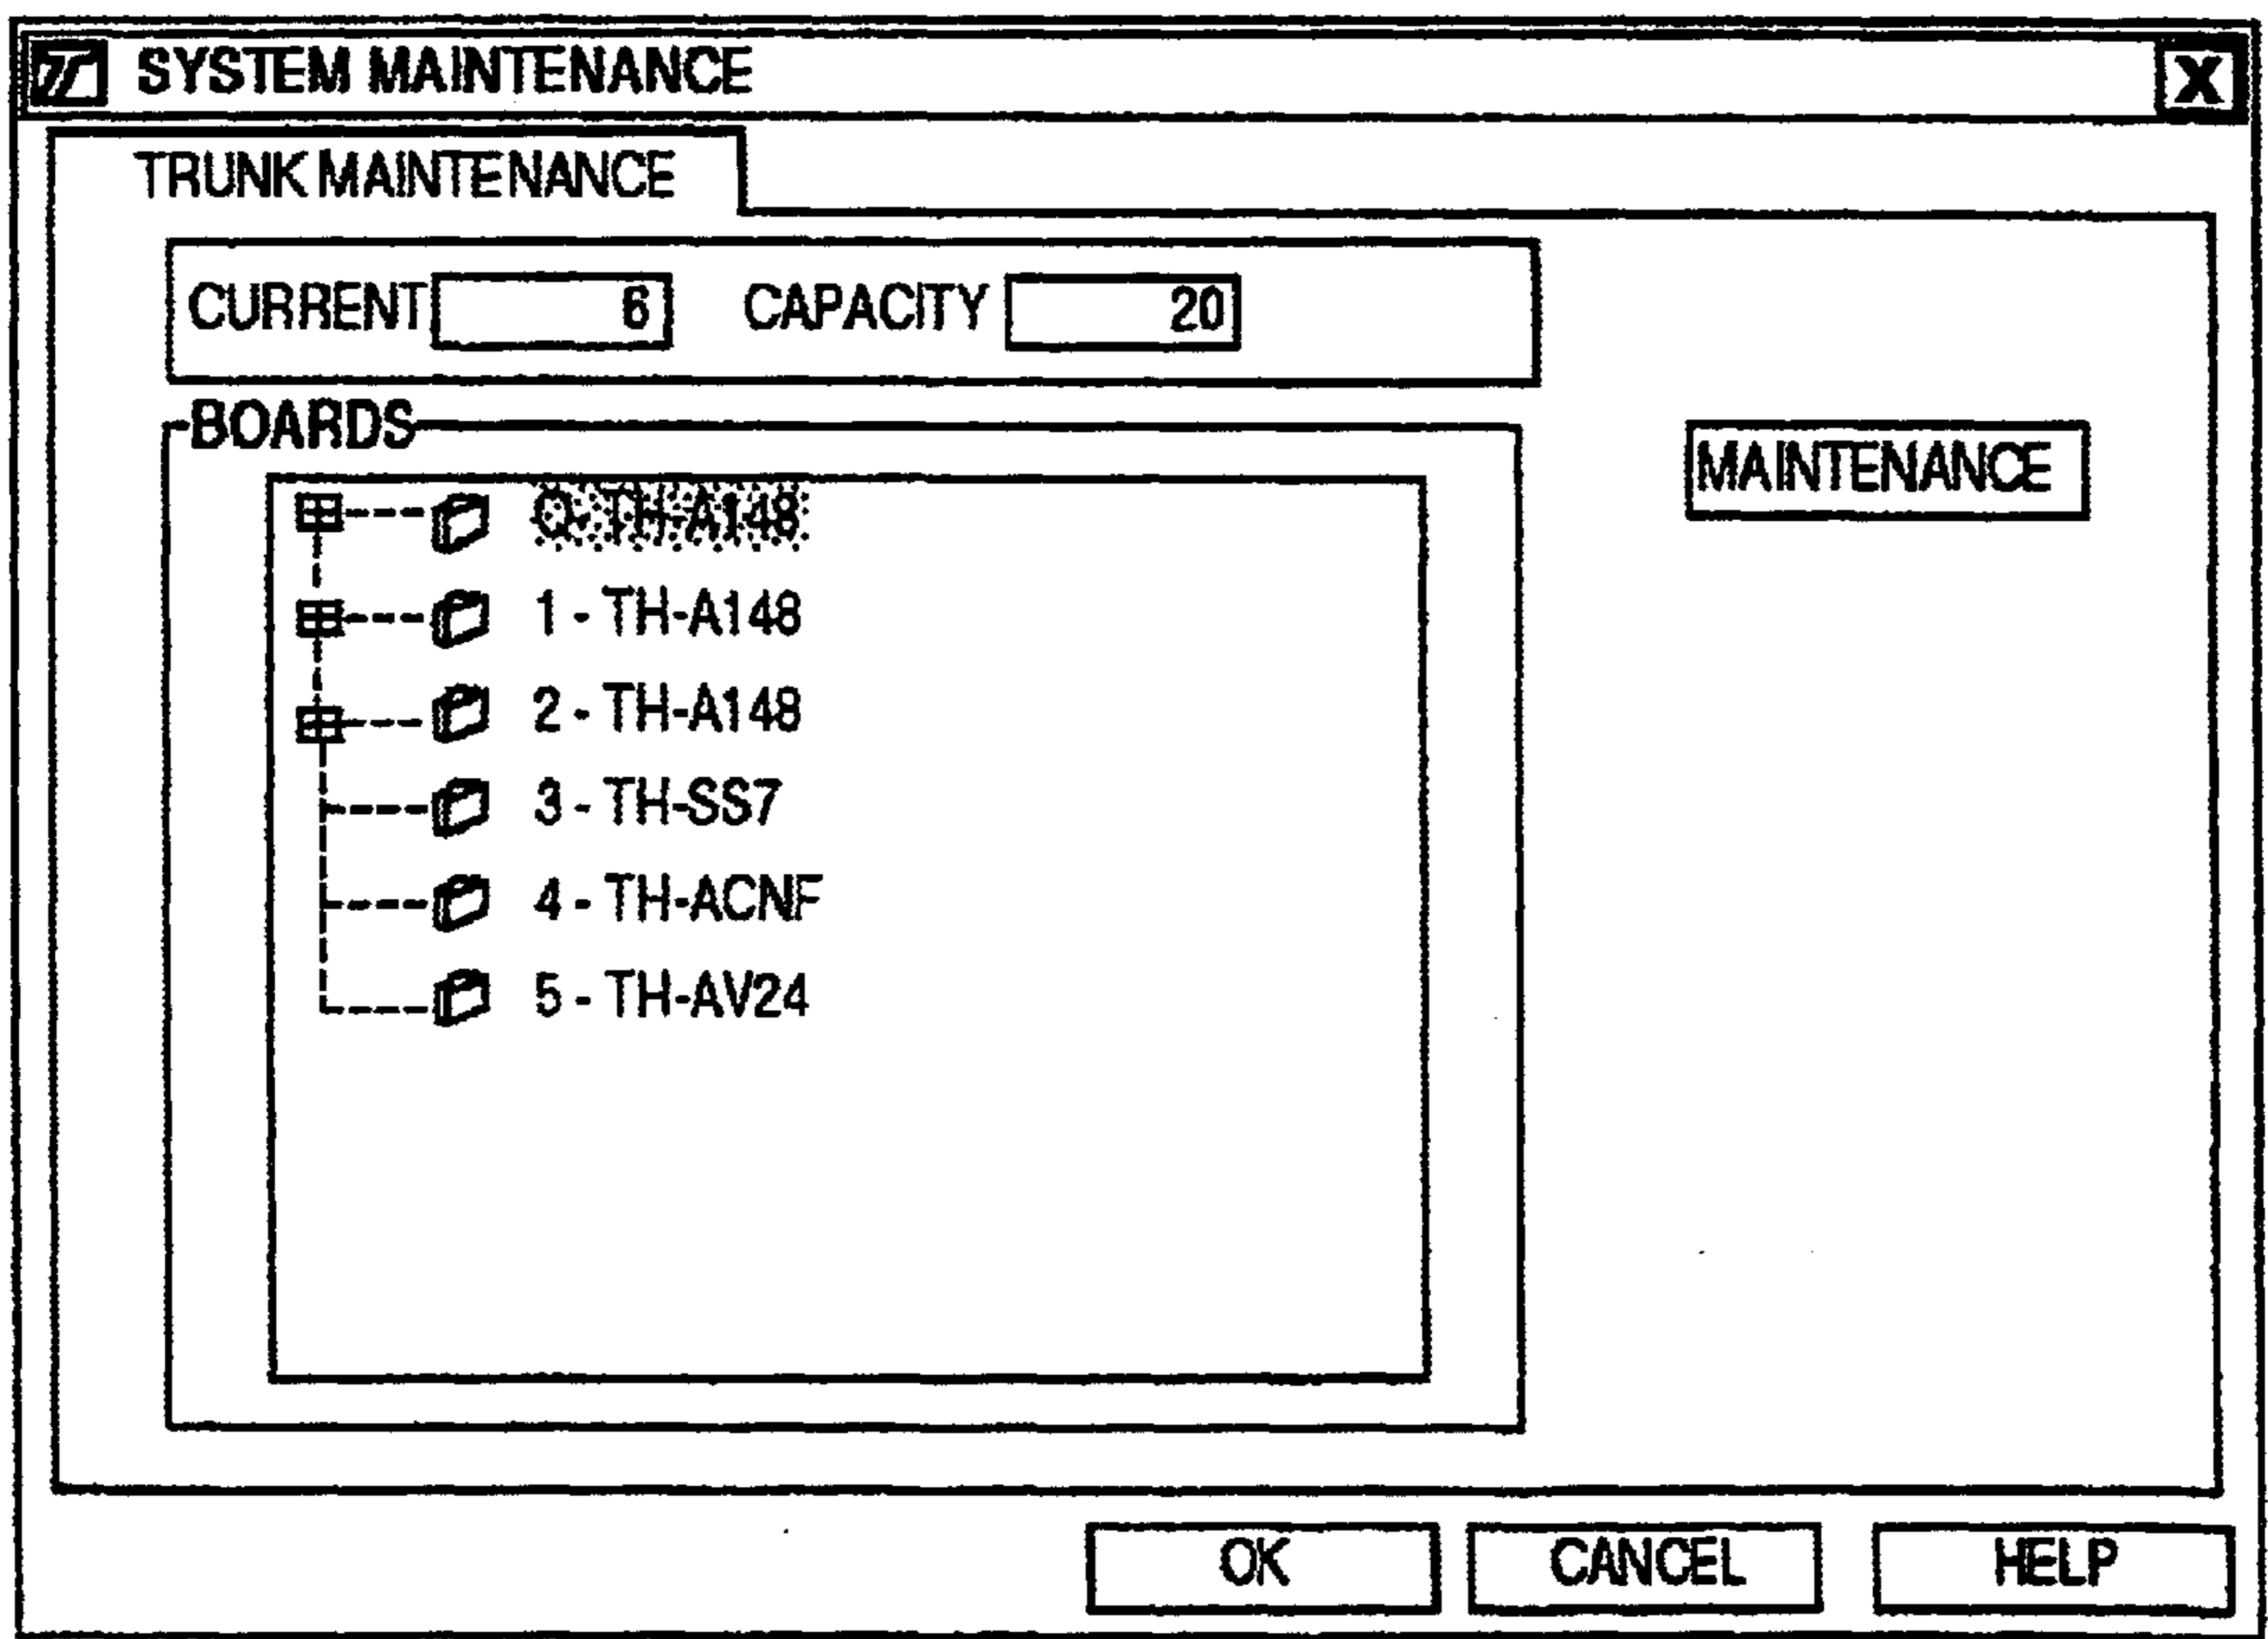 SYSTEM MAINTENANCE X
TRUNK MAINTENANCE
CURRENT 6 CAPACITY 20
BOARDS
MAINTENANCE
0 - TH-A148
1 - TH-A148
2 - TH-A148
3 - TH-SS7
4 - TH-ACNF
5 - TH-AV24
OK CANCEL HELP